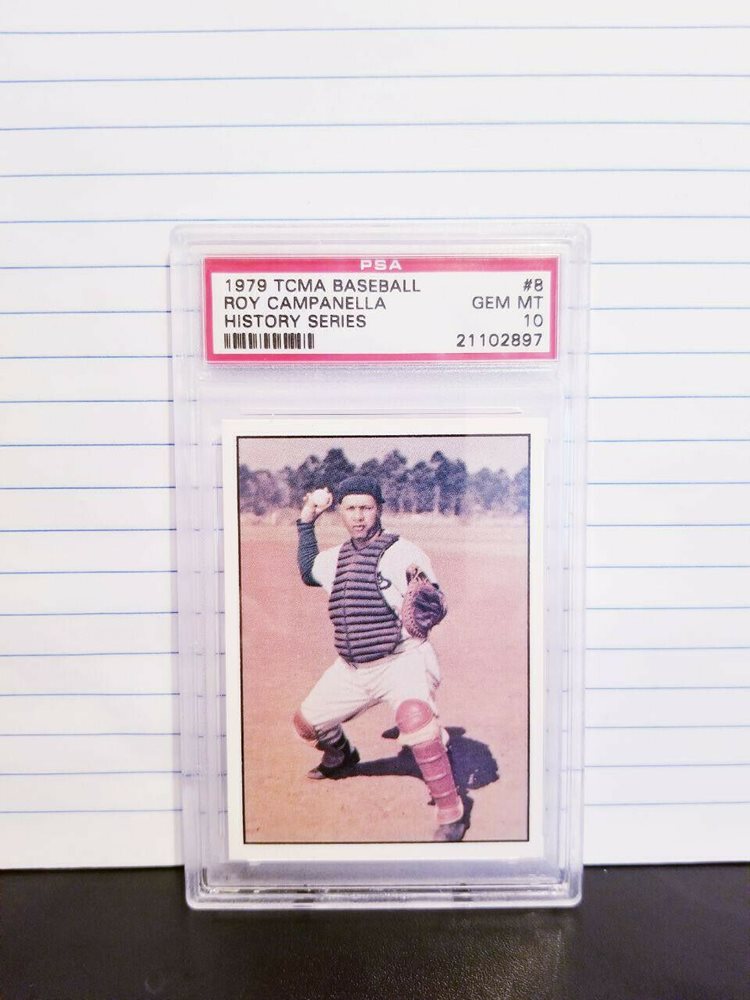 PSA
1979 TCMA BASEBALL #8
ROY CAMPANELLA GEM MT
HISTORY SERIES 10
21102897